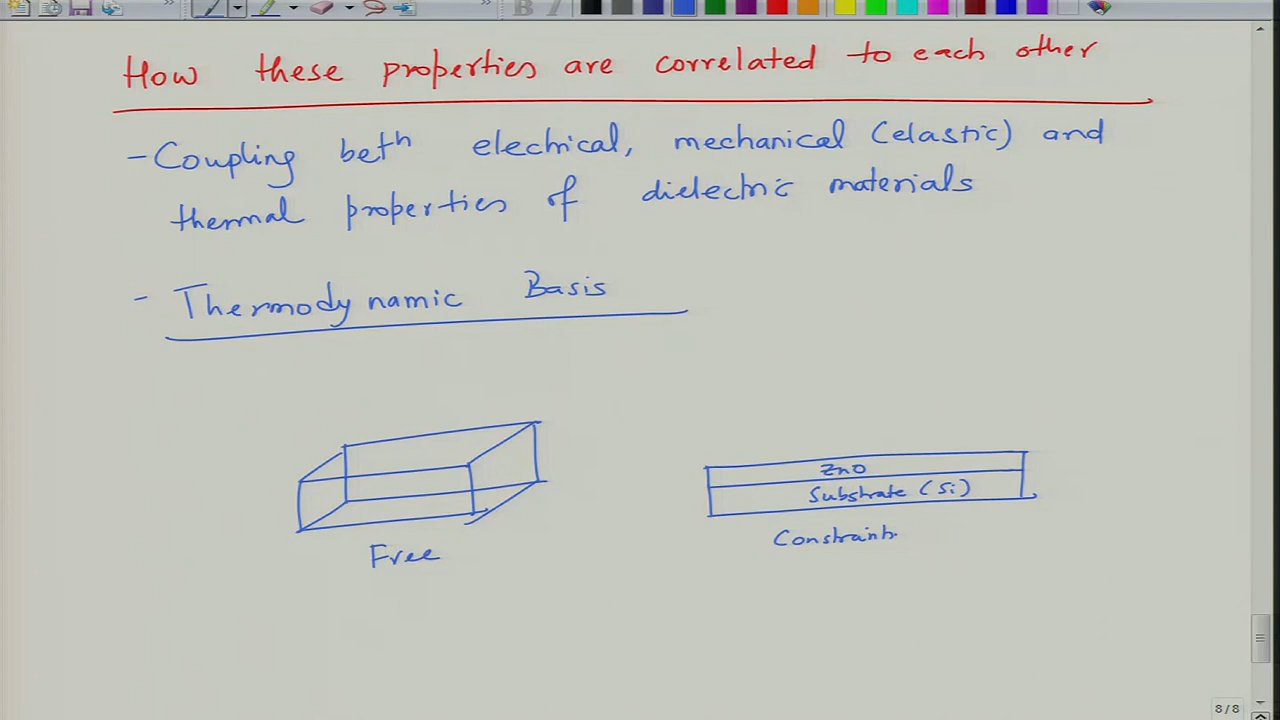 How these properties are correlated to each other
- Coupling betn electrical, mechanical (elastic) and
thermal properties of dielectric materials
- Thermodynamic Basis
ZnO
Substrate (Si)
Free
Constraint.
8/8